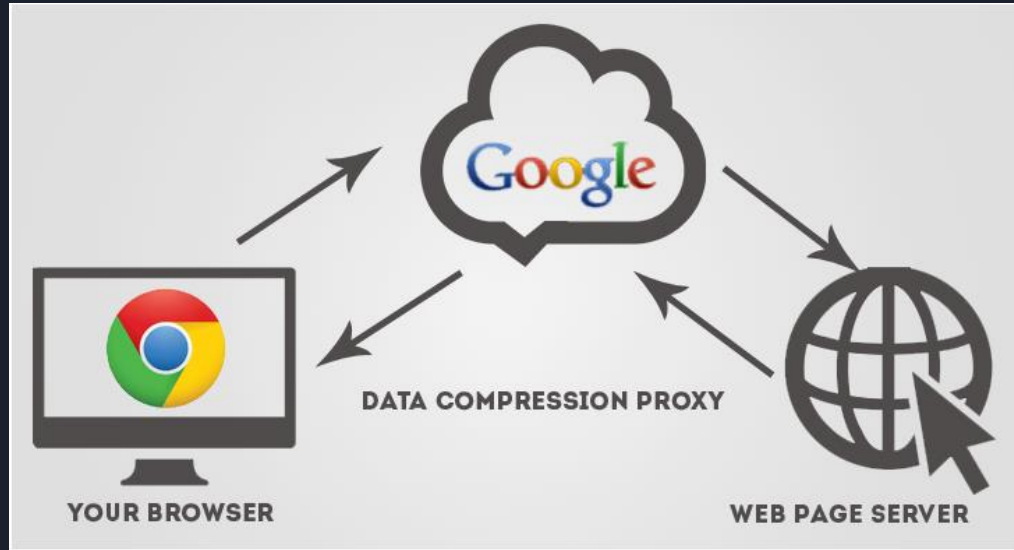 Google
DATA COMPRESSION PROXY
YOUR BROWSER
WEB PAGE SERVER